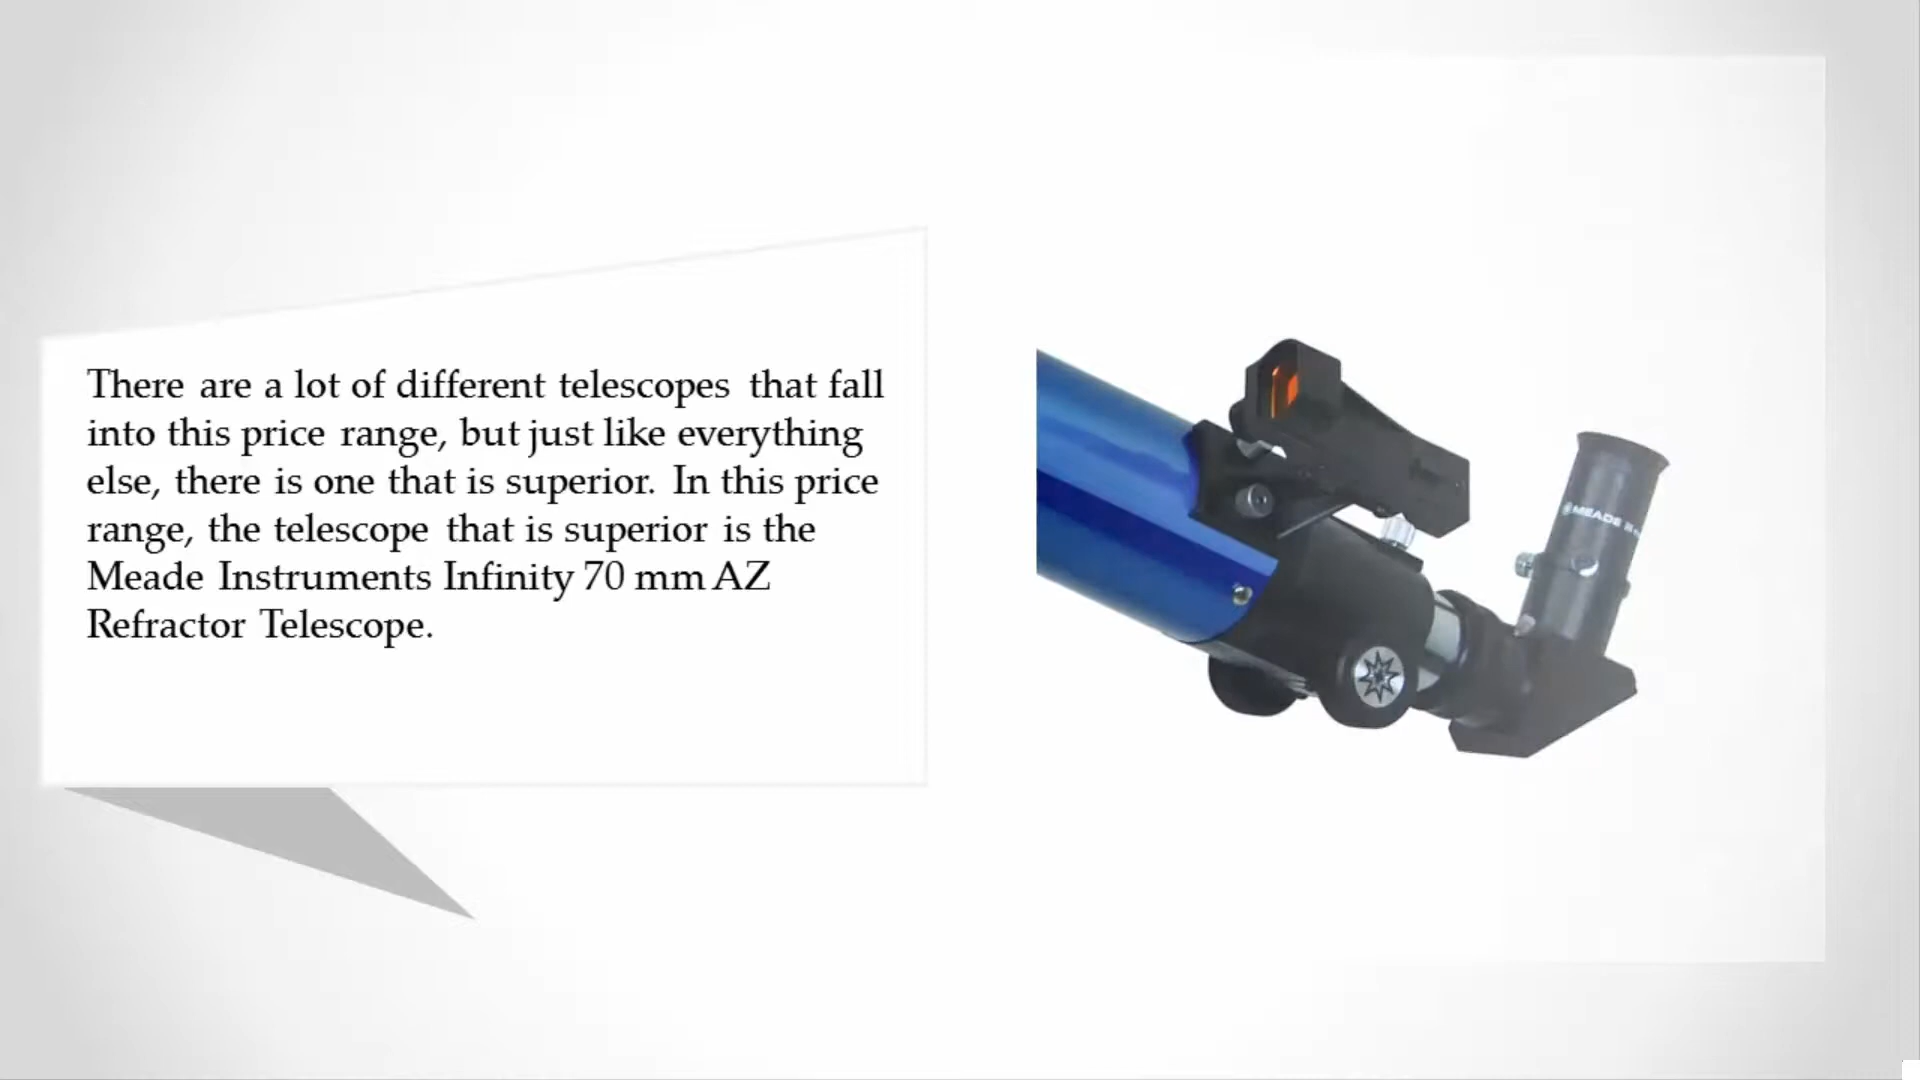 There are a lot of different telescopes that fall
into this price range, but just like everything
else, there is one that is superior. In this price
range, the telescope that is superior is the
Meade Instruments Infinity 70 mm AZ
Refractor Telescope.
MEADE